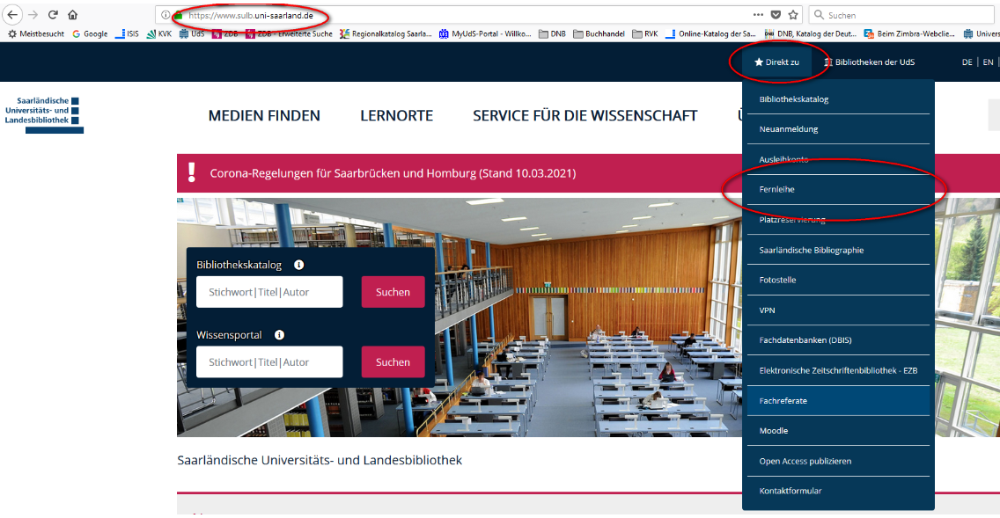 https://www.sulb.uni-saarland.de
Suchen
Meistbesucht Google ISIS KVK UdS ZDB ZDB - Erweiterte Suche Regionalkatalog Saarla... MyUdS-Portal - Willko... DNB Buchhandel RVK Online-Katalog der Sa... DNB, Katalog der Deut... Beim Zimbra-Webclie... Univers
Direkt zu Bibliotheken der UdS DE | EN |
Saarländische
Universitäts- und
Landesbibliothek
MEDIEN FINDEN LERNORTE SERVICE FÜR DIE WISSENSCHAFT
Corona-Regelungen für Saarbrücken und Homburg (Stand 10.03.2021)
Bibliothekskatalog
Stichwort|Titel|Autor Suchen
Wissensportal
Stichwort|Titel|Autor Suchen
Bibliothekskatalog
Neuanmeldung
Ausleihkonto
Fernleihe
Platzreservierung
Saarländische Bibliographie
Fotostelle
VPN
Fachdatenbanken (DBIS)
Elektronische Zeitschriftenbibliothek - EZB
Fachreferate
Moodle
Open Access publizieren
Kontaktformular
Saarländische Universitäts- und Landesbibliothek